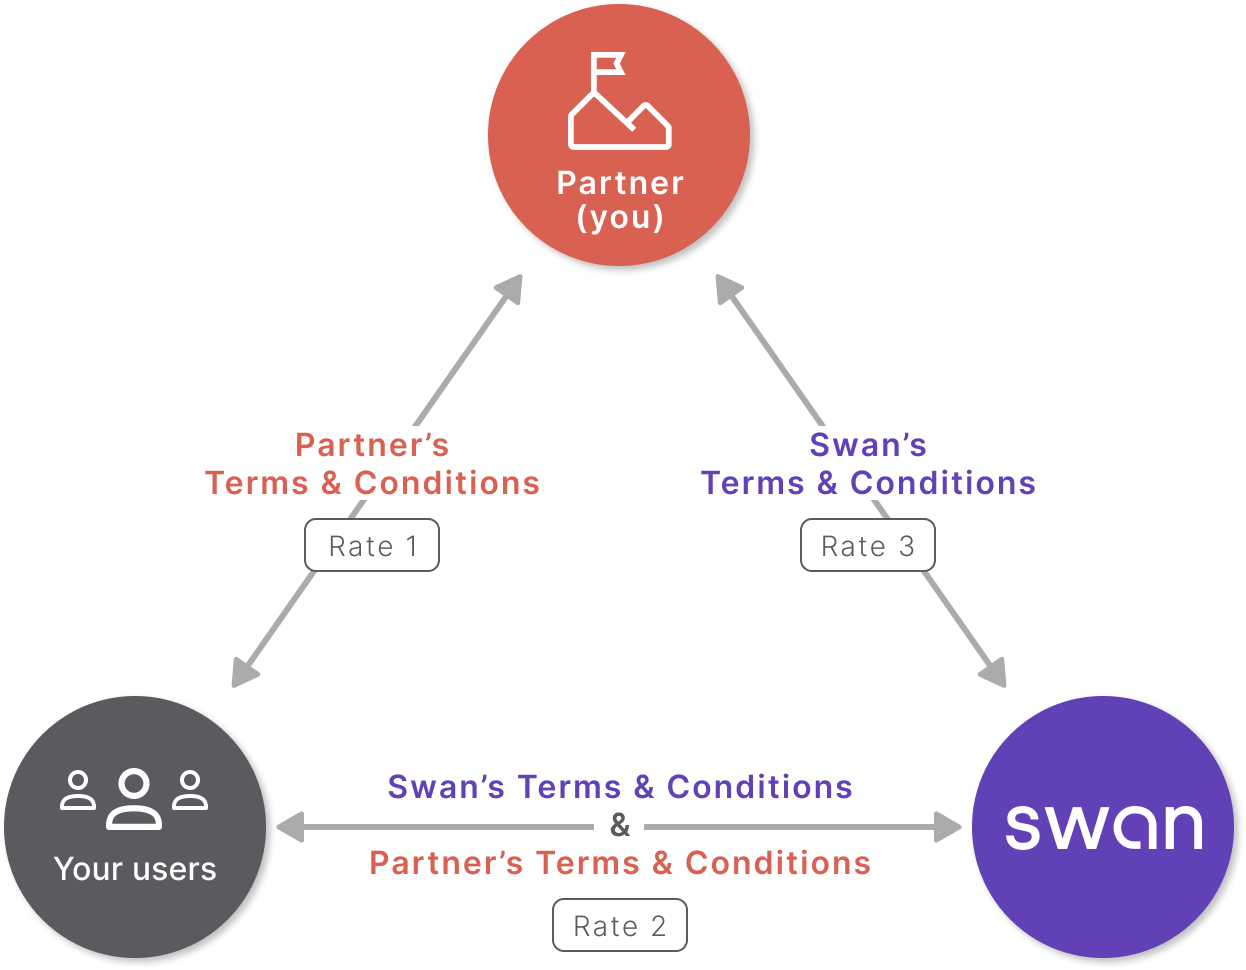 Partner
(you)
Partner’s
Terms & Conditions
Rate 1
Swan’s
Terms & Conditions
Rate 3
Your users
Swan’s Terms & Conditions
&
Partner’s Terms & Conditions
Rate 2
swan